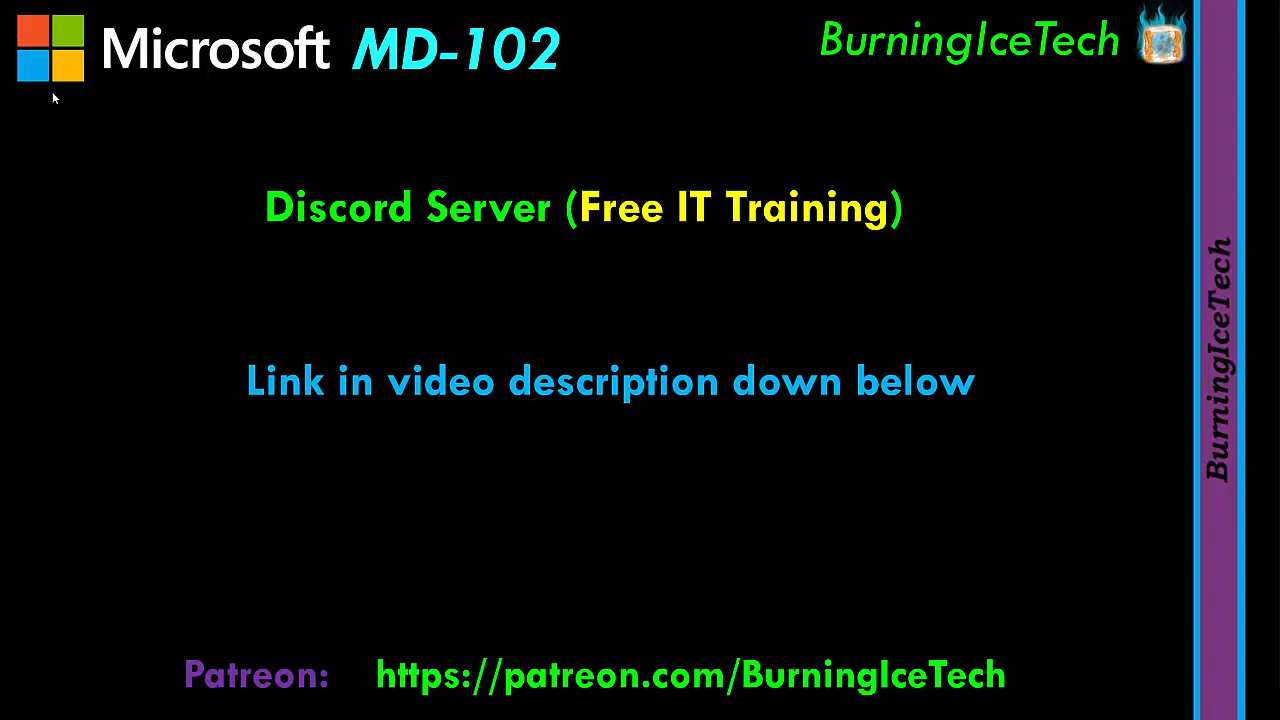 Microsoft MD-102
BurningIceTech
Discord Server (Free IT Training)
Link in video description down below
BurningIceTech
Patreon: https://patreon.com/BurningIceTech